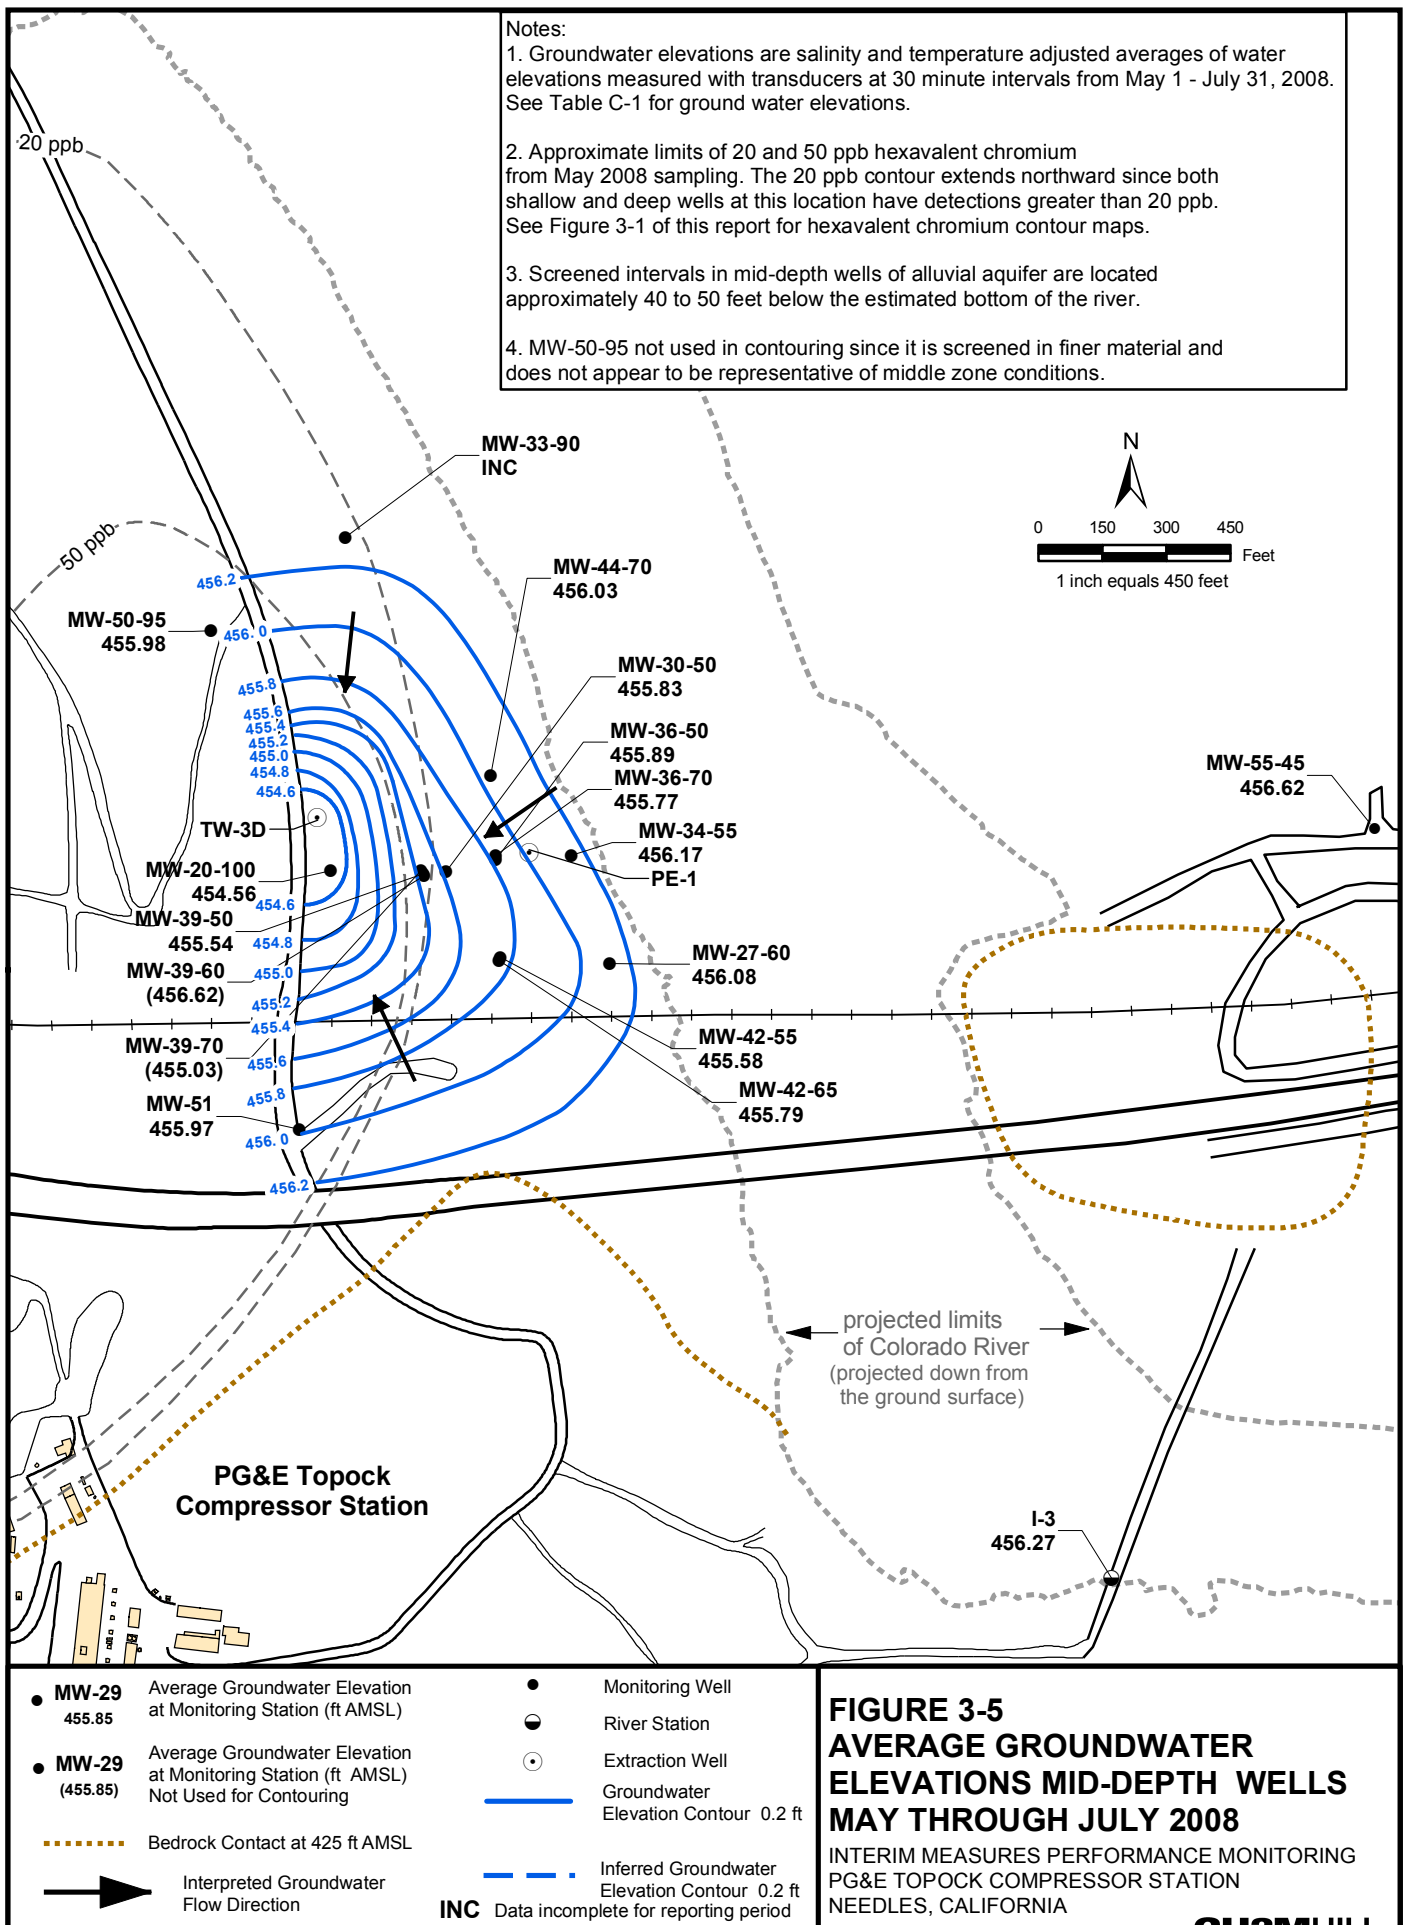 Notes:
1. Groundwater elevations are salinity and temperature adjusted averages of water
elevations measured with transducers at 30 minute intervals from May 1 - July 31, 2008.
See Table C-1 for ground water elevations.
2. Approximate limits of 20 and 50 ppb hexavalent chromium
from May 2008 sampling. The 20 ppb contour extends northward since both
shallow and deep wells at this location have detections greater than 20 ppb.
See Figure 3-1 of this report for hexavalent chromium contour maps.
3. Screened intervals in mid-depth wells of alluvial aquifer are located
approximately 40 to 50 feet below the estimated bottom of the river.
4. MW-50-95 not used in contouring since it is screened in finer material and
does not appear to be representative of middle zone conditions.
20 ppb
50 ppb
MW-33-90
INC
N
0 150 300 450
Feet
1 inch equals 450 feet
MW-44-70
456.03
MW-50-95
455.98
MW-30-50
455.83
MW-36-50
455.89
MW-36-70
455.77
MW-34-55
456.17
PE-1
MW-55-45
456.62
456.2
456.0
455.8
455.6
455.4
455.2
455.0
454.8
454.6
TW-3D
MW-20-100
454.56
454.6
MW-39-50
455.54
454.8
MW-39-60
(456.62)
455.0
455.2
455.4
MW-39-70
(455.03)
455.6
455.8
MW-51
455.97
456.0
456.2
MW-27-60
456.08
MW-42-55
455.58
MW-42-65
455.79
projected limits
of Colorado River
(projected down from
the ground surface)
PG&E Topock
Compressor Station
I-3
456.27
MW-29
455.85
Average Groundwater Elevation
at Monitoring Station (ft AMSL)
MW-29
(455.85)
Average Groundwater Elevation
at Monitoring Station (ft AMSL)
Not Used for Contouring
Bedrock Contact at 425 ft AMSL
Interpreted Groundwater
Flow Direction
Monitoring Well
River Station
Extraction Well
Groundwater
Elevation Contour 0.2 ft
Inferred Groundwater
Elevation Contour 0.2 ft
INC Data incomplete for reporting period
FIGURE 3-5
AVERAGE GROUNDWATER
ELEVATIONS MID-DEPTH WELLS
MAY THROUGH JULY 2008
INTERIM MEASURES PERFORMANCE MONITORING
PG&E TOPOCK COMPRESSOR STATION
NEEDLES, CALIFORNIA